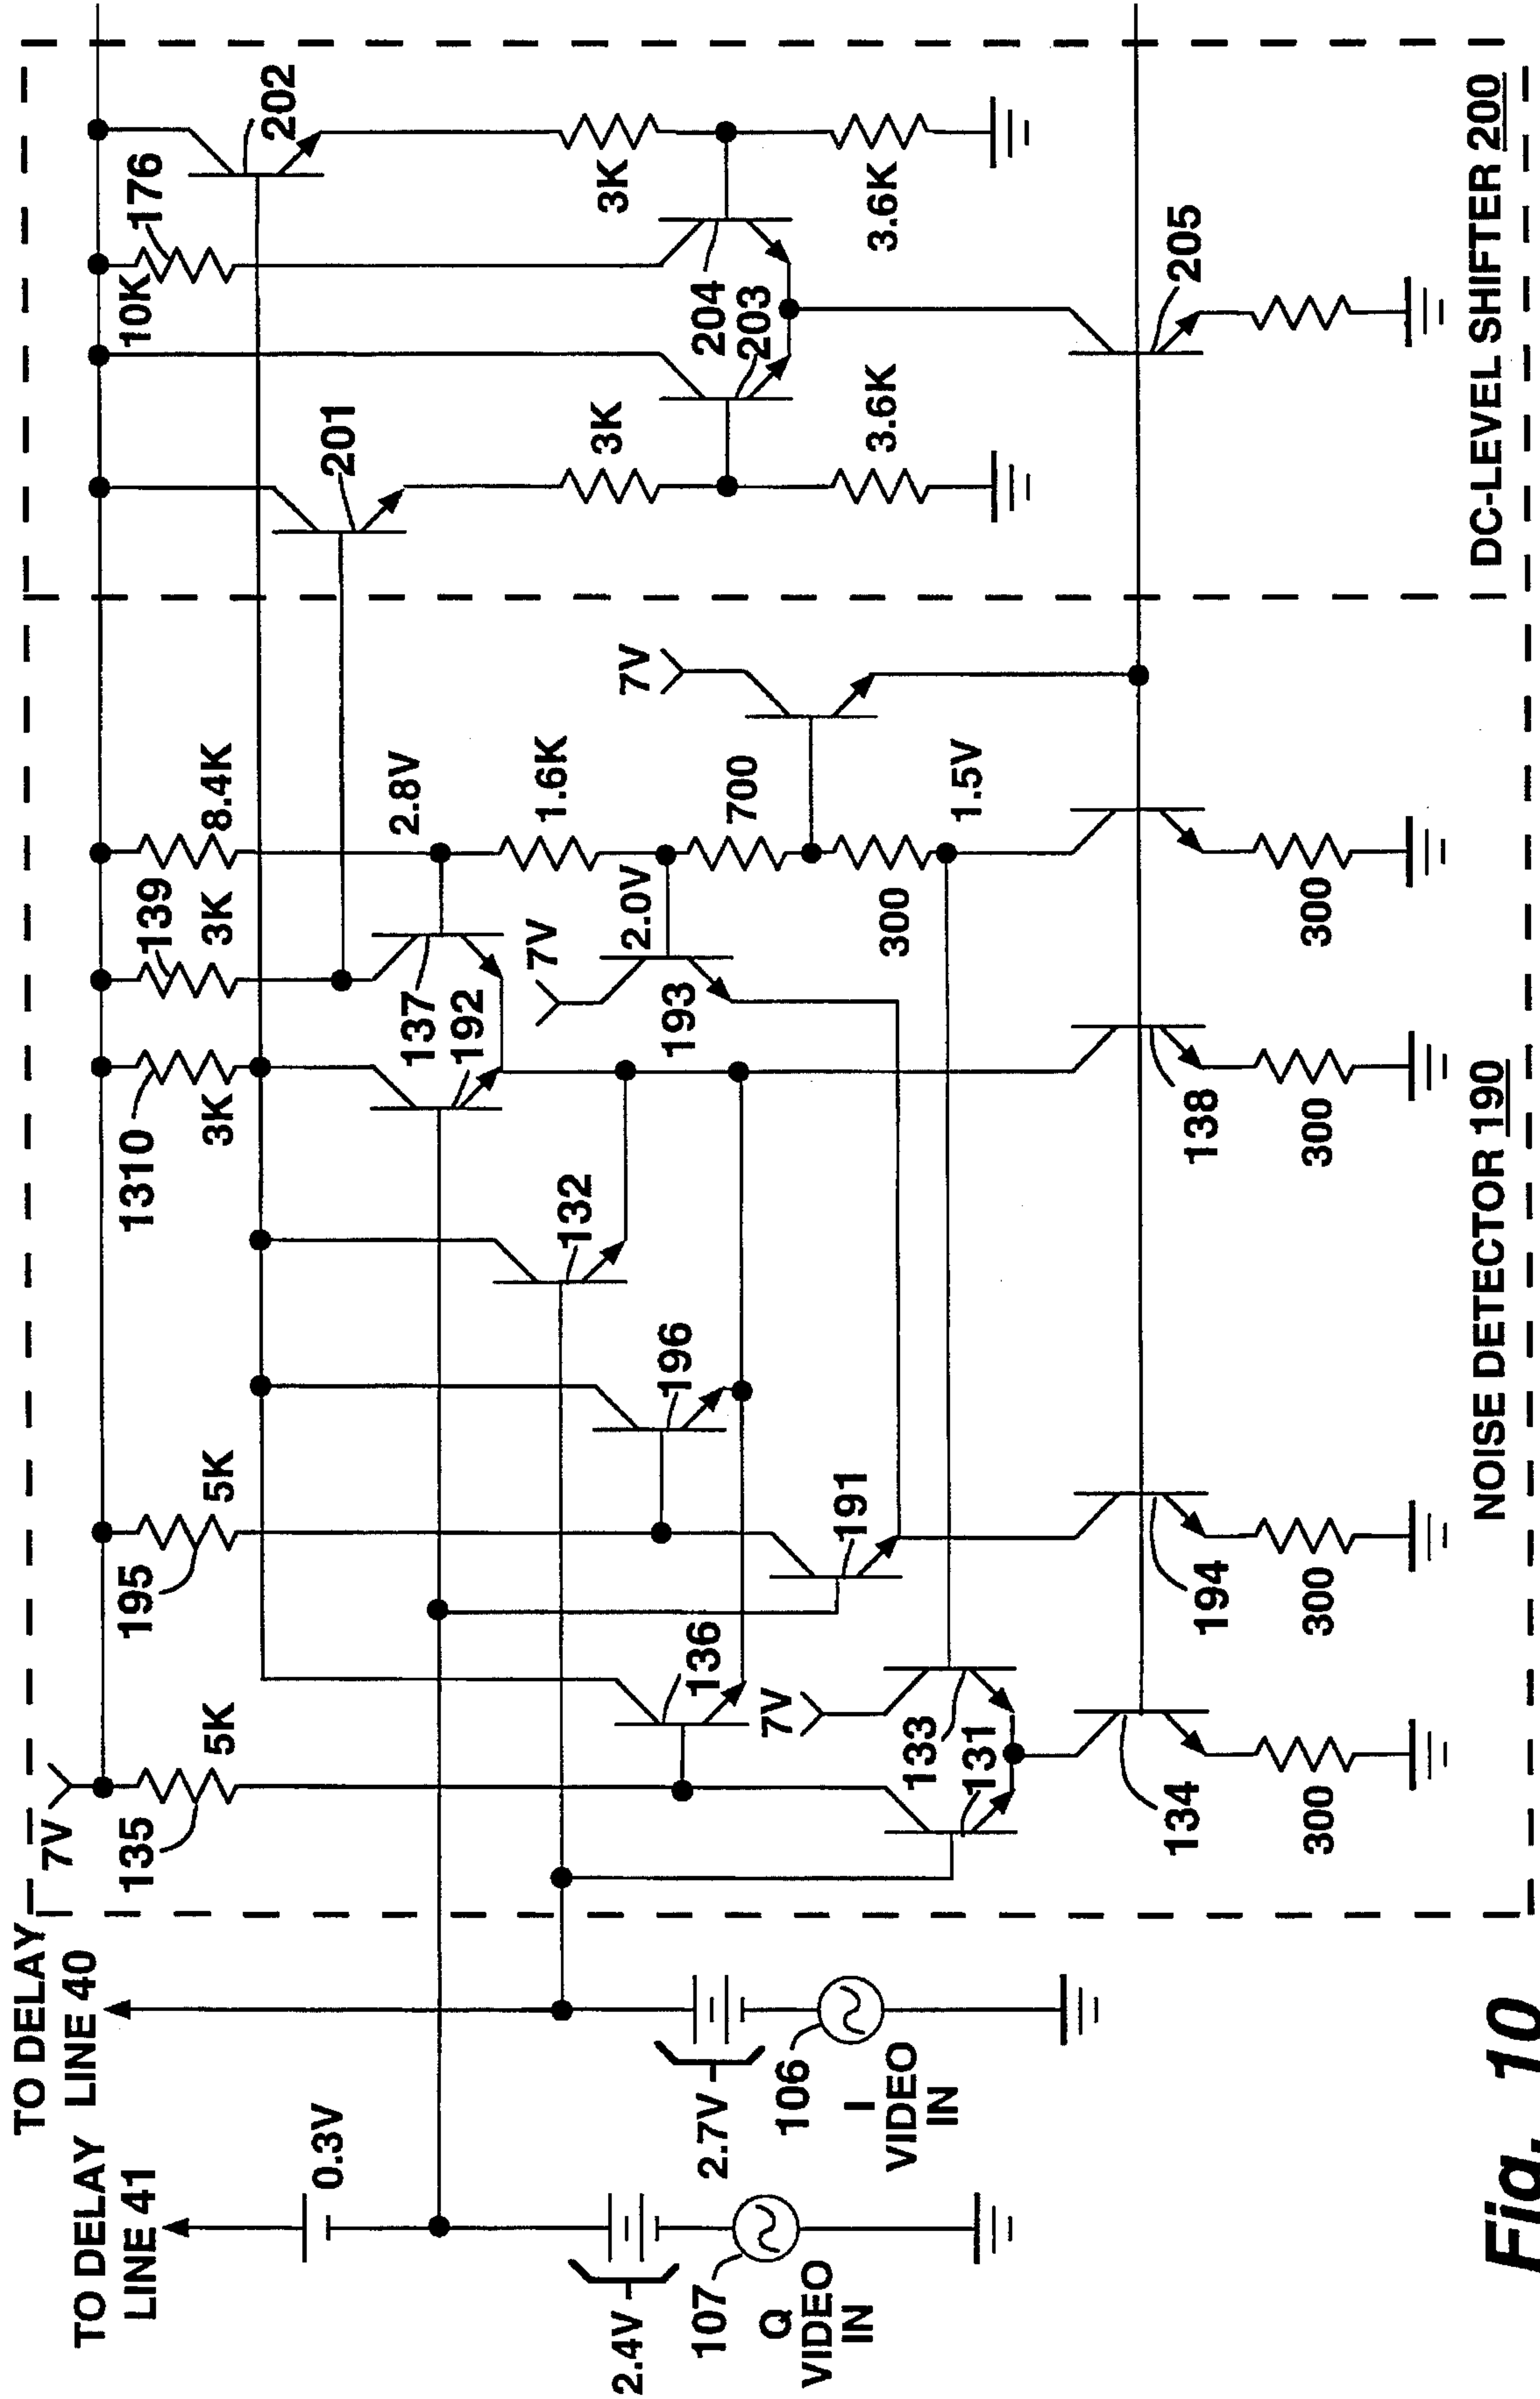 TO DELAY
LINE 41
0.3V
2.4V
107
Q
VIDEO
IN
TO DELAY
LINE 40
2.7V
106
I
VIDEO
IN
7V
135
5K
136
7V
133
131
134
300
195
5K
196
191
194
300
132
1310
3K
139
3K
8.4K
137
192
2.8V
1.6K
7V
193
2.0V
700
300
1.5V
7V
138
300
300
NOISE DETECTOR 190
201
3K
3.6K
10K
176
202
204
203
3K
3.6K
205
DC-LEVEL SHIFTER 200
Fig. 10